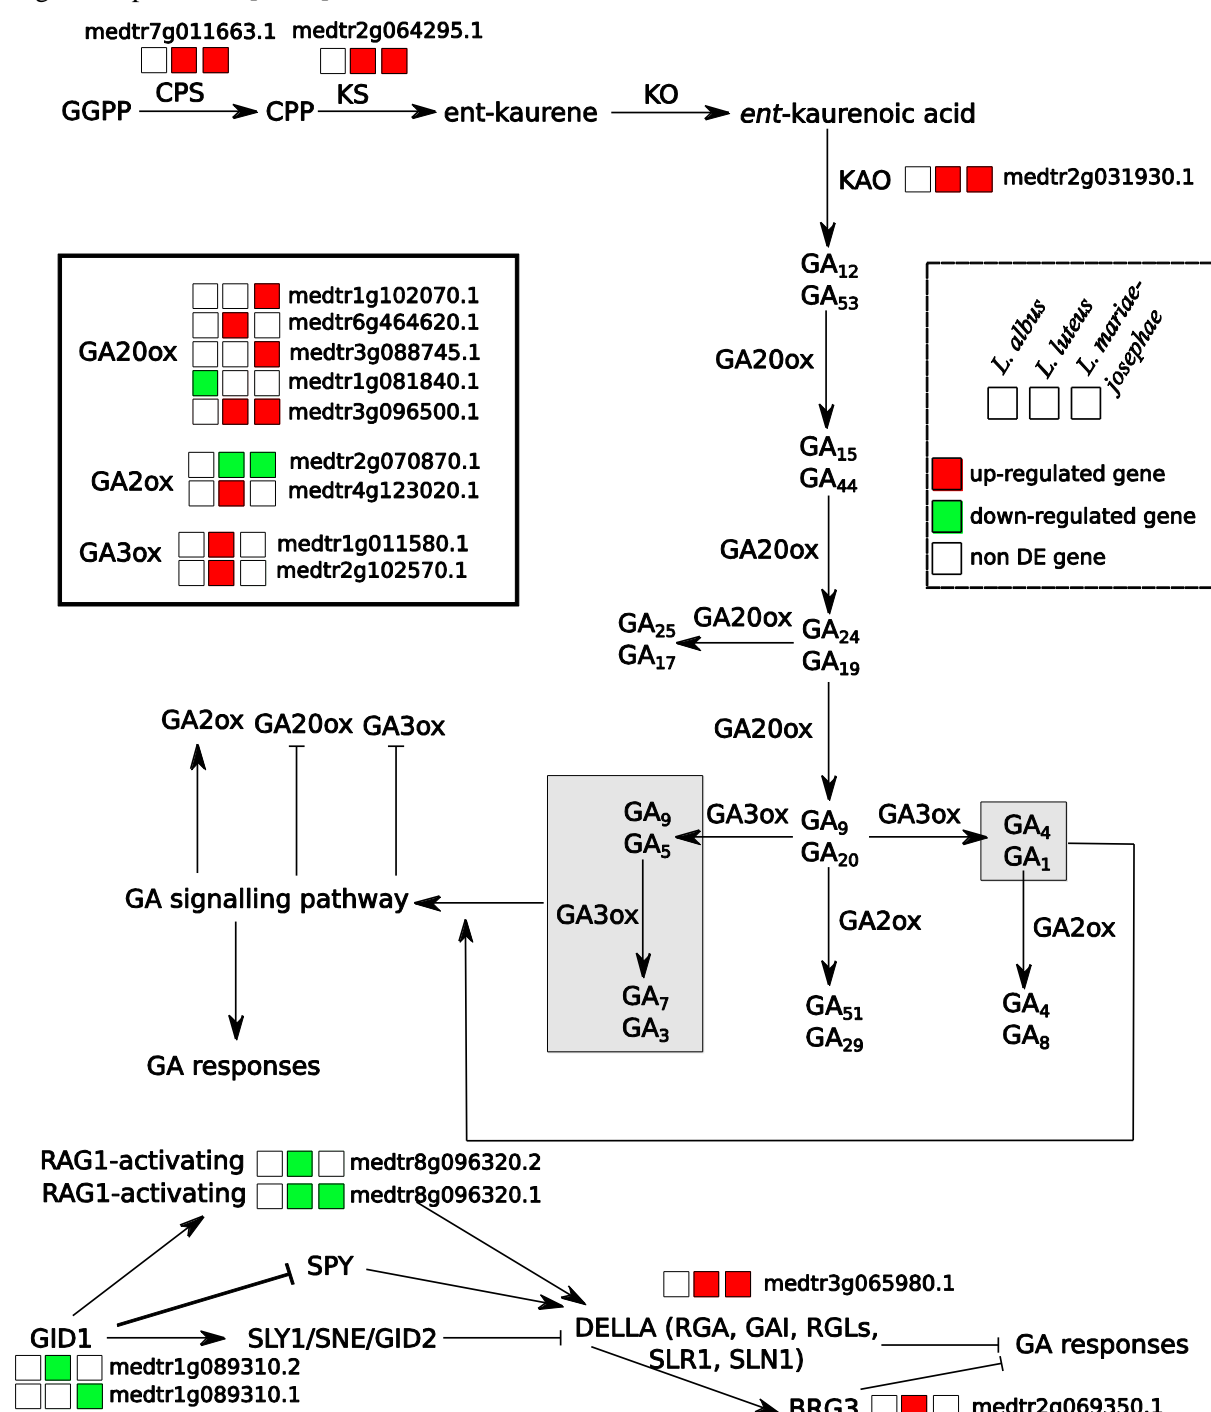 medtr7g011663.1 medtr2g064295.1
GGPP CPS CPP KS ent-kaurene KO ent-kaurenoic acid
KAO medtr2g031930.1
GA12
GA53
GA20ox
medtr1g102070.1
medtr6g464620.1
medtr3g088745.1
medtr1g081840.1
medtr3g096500.1
GA2ox
medtr2g070870.1
medtr4g123020.1
GA3ox
medtr1g011580.1
medtr2g102570.1
L. albus
L. luteus
L. mariae-
josephae
up-regulated gene
down-regulated gene
non DE gene
GA20ox
GA15
GA44
GA20ox
GA25
GA17
GA20ox
GA24
GA19
GA20ox
GA2ox GA20ox GA3ox
GA9
GA5
GA3ox
GA9
GA20
GA3ox
GA4
GA1
GA signalling pathway
GA3ox
GA2ox
GA2ox
GA7
GA3
GA51
GA29
GA4
GA8
GA responses
RAG1-activating medtr8g096320.2
RAG1-activating medtr8g096320.1
SPY
medtr3g065980.1
GID1 SLY1/SNE/GID2 DELLA (RGA, GAI, RGLs,
SLR1, SLN1)
GA responses
medtr1g089310.2
medtr1g089310.1
BRG3 medtr2g069350.1